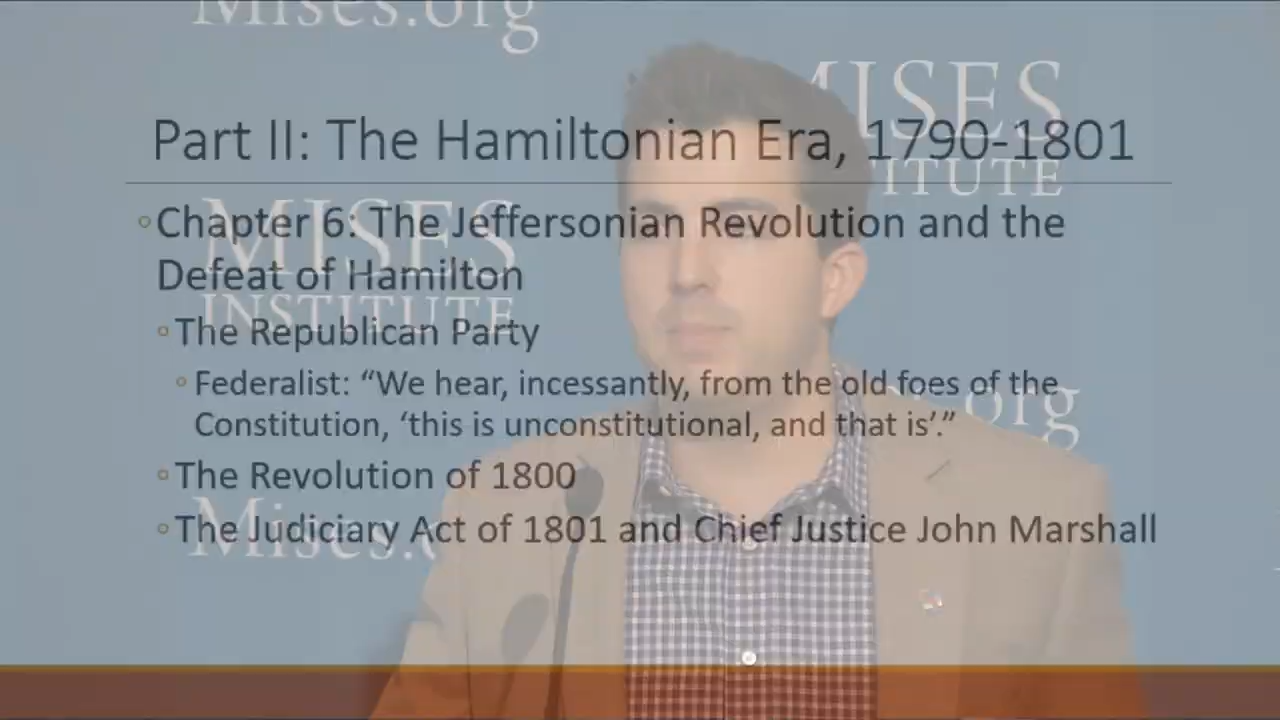 Mises.org
MISES
INSTITUTE
Part II: The Hamiltonian Era, 1790-1801
Chapter 6: The Jeffersonian Revolution and the
Defeat of Hamilton
MISES
INSTITUTE
The Republican Party
Federalist: “We hear, incessantly, from the old foes of the
Constitution, ‘this is unconstitutional, and that is’.”
The Revolution of 1800
The Judiciary Act of 1801 and Chief Justice John Marshall